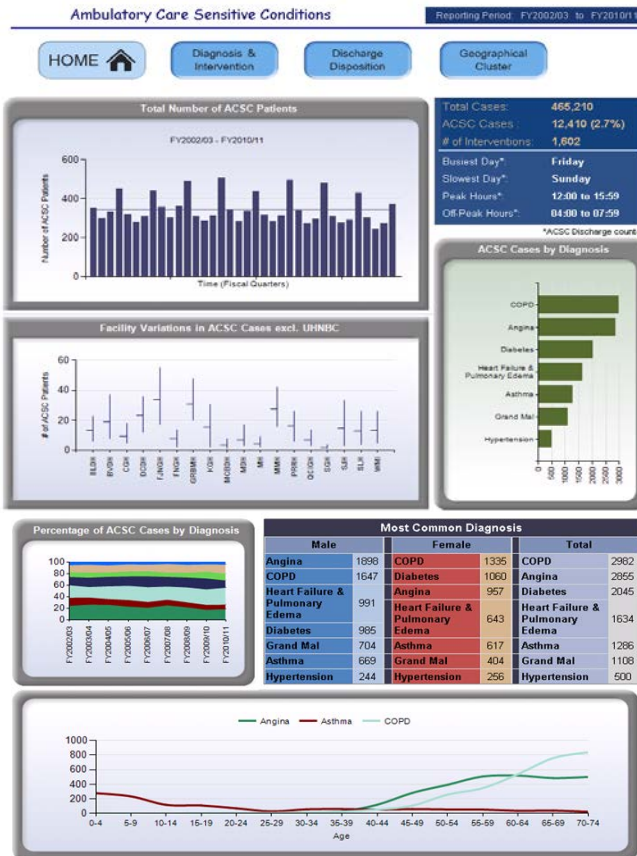 Ambulatory Care Sensitive Conditions
Reporting Period: FY2002/03 to FY2010/11
HOME
Diagnosis &
Intervention
Discharge
Disposition
Geographical
Cluster
Total Number of ACSC Patients
FY2002/03 - FY2010/11
Number of ACSC Patients
600
400
200
0
Time (Fiscal Quarters)
Total Cases: 465,210
ACSC Cases : 12,410 (2.7%)
# of Interventions: 1,602
Busiest Day*: Friday
Slowest Day*: Sunday
Peak Hours*: 12:00 to 15:59
Off-Peak Hours*: 04:00 to 07:59
*ACSC Discharge count
ACSC Cases by Diagnosis
COPD
Angina
Diabetes
Heart Failure &
Pulmonary Edema
Asthma
Grand Mal
Hypertension
0 500 1000 1500 2000 2500 3000
Facility Variations in ACSC Cases excl. UHNBC
# of ACSC Patients
60
40
20
0
Percentage of ACSC Cases by Diagnosis
100
80
60
40
20
0
FY2002/03 FY2003/04 FY2004/05 FY2005/06 FY2006/07 FY2007/08 FY2008/09 FY2009/10 FY2010/11
Most Common Diagnosis
Male Female Total
Angina 1898 COPD 1335 COPD 2982
COPD 1647 Diabetes 1060 Angina 2855
Heart Failure & Pulmonary Edema 991 Angina 957 Diabetes 2045
Diabetes 985 Heart Failure & Pulmonary Edema 643 Heart Failure & Pulmonary Edema 1634
Grand Mal 704 Asthma 617 Asthma 1286
Asthma 669 Grand Mal 404 Grand Mal 1108
Hypertension 244 Hypertension 256 Hypertension 500
Angina Asthma COPD
1000
800
600
400
200
0
0-4 5-9 10-14 15-19 20-24 25-29 30-34 35-39 40-44 45-49 50-54 55-59 60-64 65-69 70-74
Age